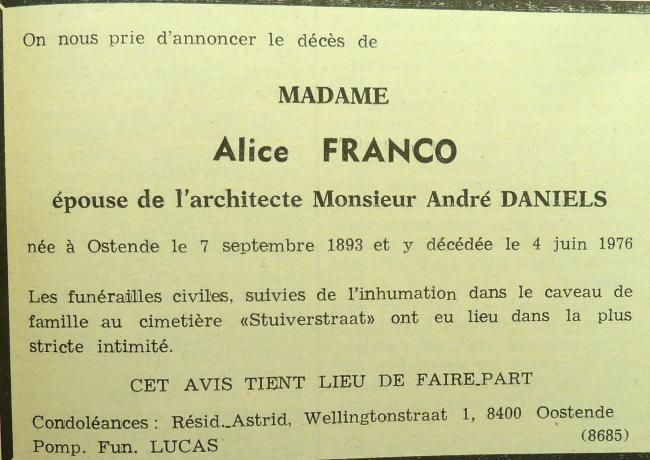 On nous prie d'annoncer le décès de
MADAME
Alice FRANCO
épouse de l'architecte Monsieur André DANIELS
née à Ostende le 7 septembre 1893 et y décédée le 4 juin 1976
Les funérailles civiles, suivies de l'inhumation dans le caveau de
famille au cimetière «Stuiverstraat» ont eu lieu dans la plus
stricte intimité.
CET AVIS TIENT LIEU DE FAIRE-PART
Condoléances : Résid. Astrid, Wellingtonstraat 1, 8400 Oostende
Pomp. Fun. LUCAS (8685)